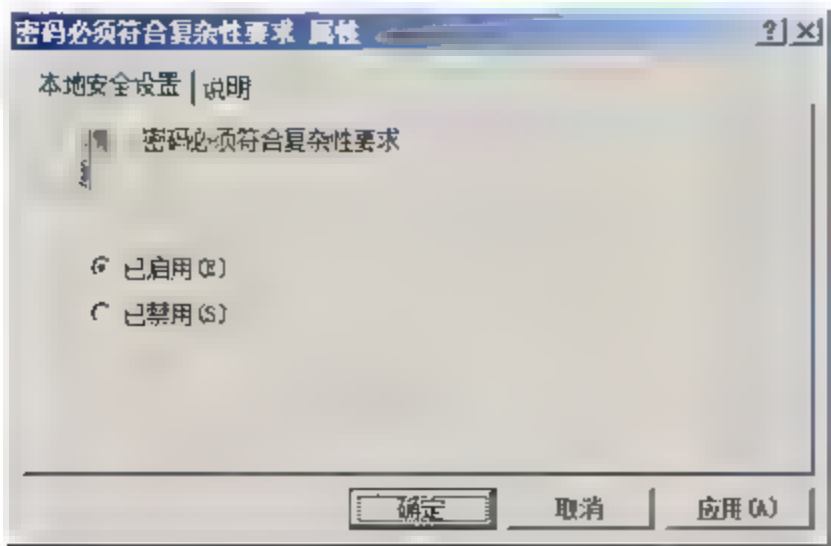 密码必须符合复杂性要求 属性
本地安全设置 说明
密码必须符合复杂性要求
已启用(E)
已禁用(S)
确定 取消 应用(A)